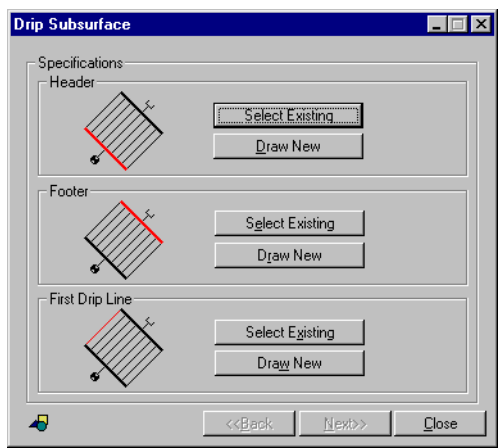 Drip Subsurface
Specifications
Header
Select Existing
Draw New
Footer
Select Existing
Draw New
First Drip Line
Select Existing
Draw New
<<Back Next>> Close